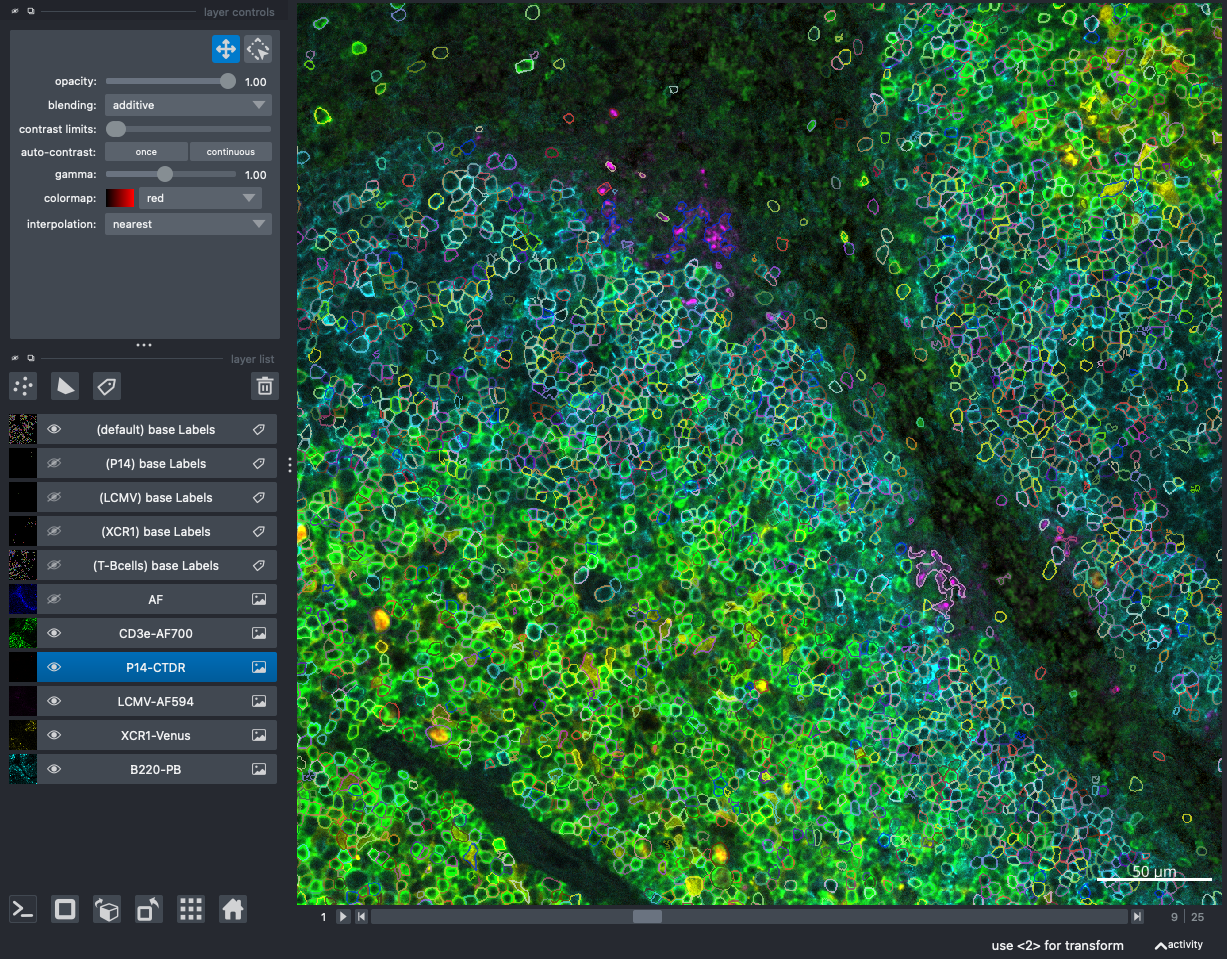 layer controls
opacity: 1.00
blending: additive
contrast limits:
auto-contrast: once continuous
gamma: 1.00
colormap: red
interpolation: nearest
layer list
(default) base Labels
(P14) base Labels
(LCMV) base Labels
(XCR1) base Labels
(T-Bcells) base Labels
AF
CD3e-AF700
P14-CTDR
LCMV-AF594
XCR1-Venus
B220-PB
50 µm
1 9 25
use <2> for transform activity